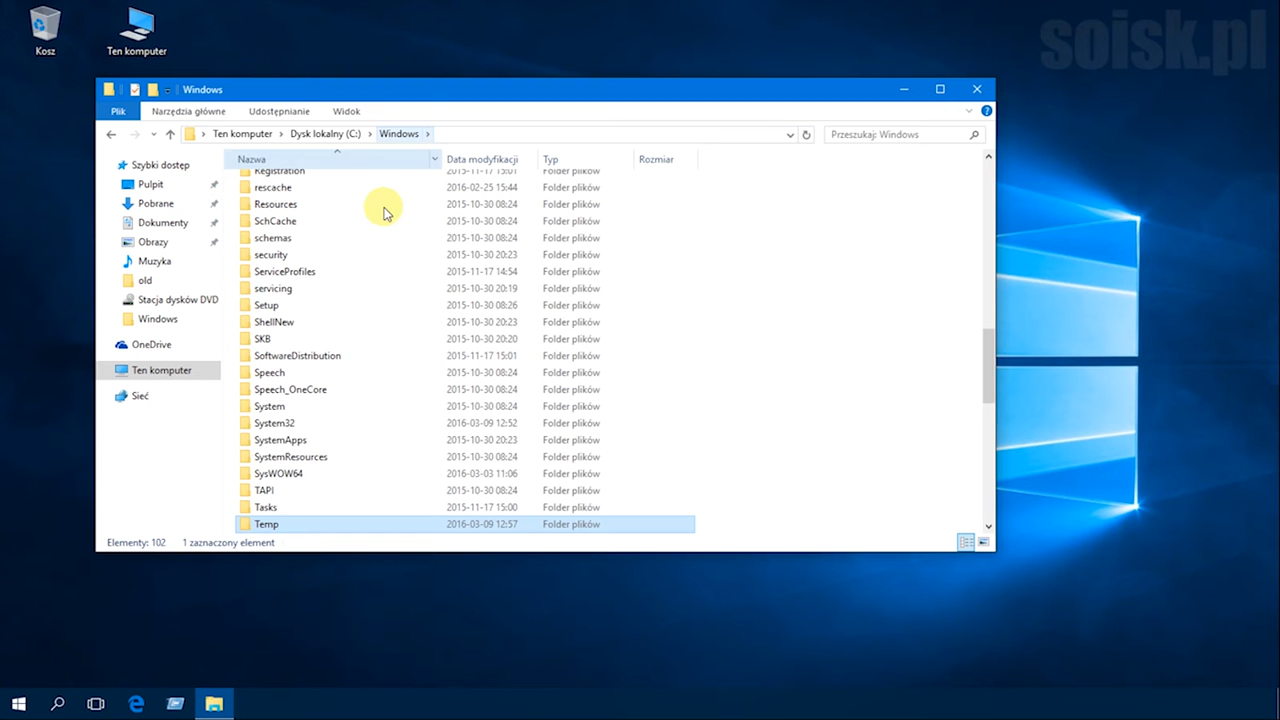 soisk.pl
Kosz
Ten komputer
Windows
Plik Narzędzia główne Udostępnianie Widok
Ten komputer Dysk lokalny (C:) Windows Przeszukaj: Windows
Szybki dostęp
Pulpit
Pobrane
Dokumenty
Obrazy
Muzyka
old
Stacja dysków DVD
Windows
OneDrive
Ten komputer
Sieć
Nazwa Data modyfikacji Typ Rozmiar
Registration 2015-11-17 15:01 Folder plików
rescache 2016-02-25 15:44 Folder plików
Resources 2015-10-30 08:24 Folder plików
SchCache 2015-10-30 08:24 Folder plików
schemas 2015-10-30 08:24 Folder plików
security 2015-10-30 20:23 Folder plików
ServiceProfiles 2015-11-17 14:54 Folder plików
servicing 2015-10-30 20:19 Folder plików
Setup 2015-10-30 08:26 Folder plików
ShellNew 2015-10-30 20:23 Folder plików
SKB 2015-10-30 20:20 Folder plików
SoftwareDistribution 2015-11-17 15:01 Folder plików
Speech 2015-10-30 08:24 Folder plików
Speech_OneCore 2015-10-30 08:24 Folder plików
System 2015-10-30 08:24 Folder plików
System32 2016-03-09 12:52 Folder plików
SystemApps 2015-10-30 20:23 Folder plików
SystemResources 2015-10-30 08:24 Folder plików
SysWOW64 2016-03-03 11:06 Folder plików
TAPI 2015-10-30 08:24 Folder plików
Tasks 2015-11-17 15:00 Folder plików
Temp 2016-03-09 12:57 Folder plików
Elementy: 102 1 zaznaczony element